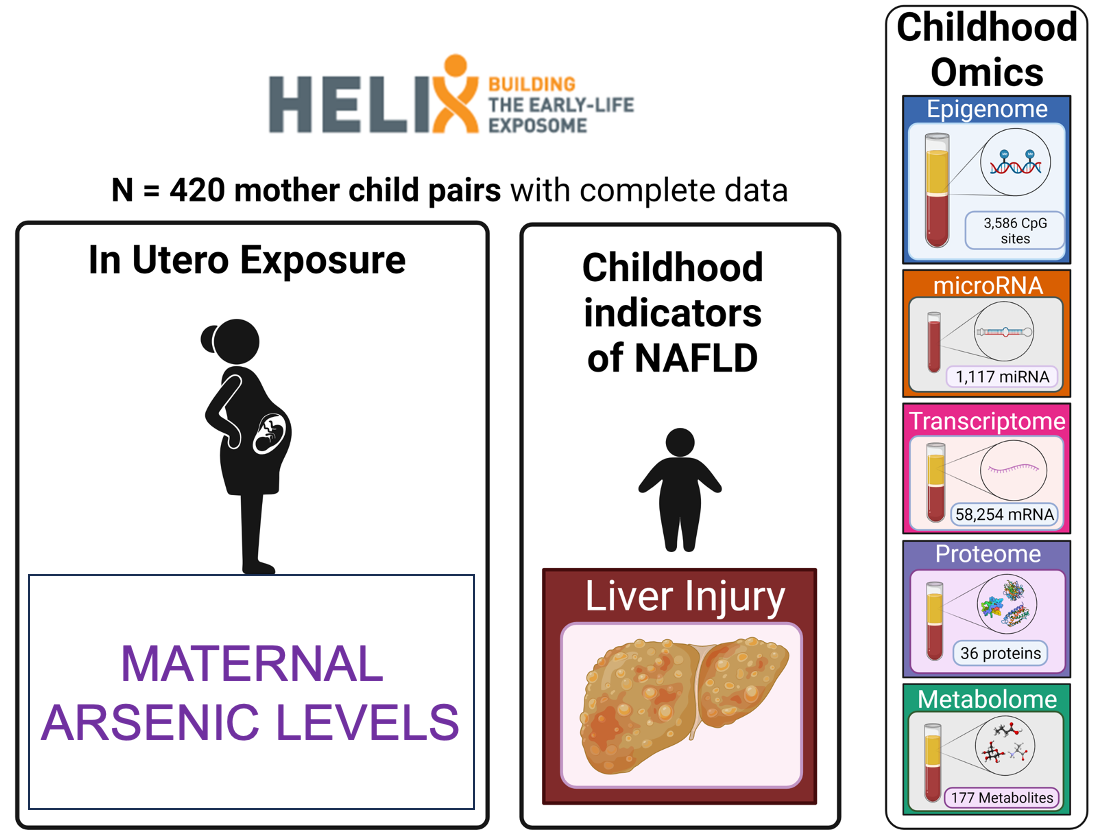 HELIX
BUILDING
THE EARLY-LIFE
EXPOSOME
N = 420 mother child pairs with complete data
In Utero Exposure
MATERNAL
ARSENIC LEVELS
Childhood
indicators
of NAFLD
Liver Injury
Childhood
Omics
Epigenome
3,586 CpG
sites
microRNA
1,117 miRNA
Transcriptome
58,254 mRNA
Proteome
36 proteins
Metabolome
177 Metabolites